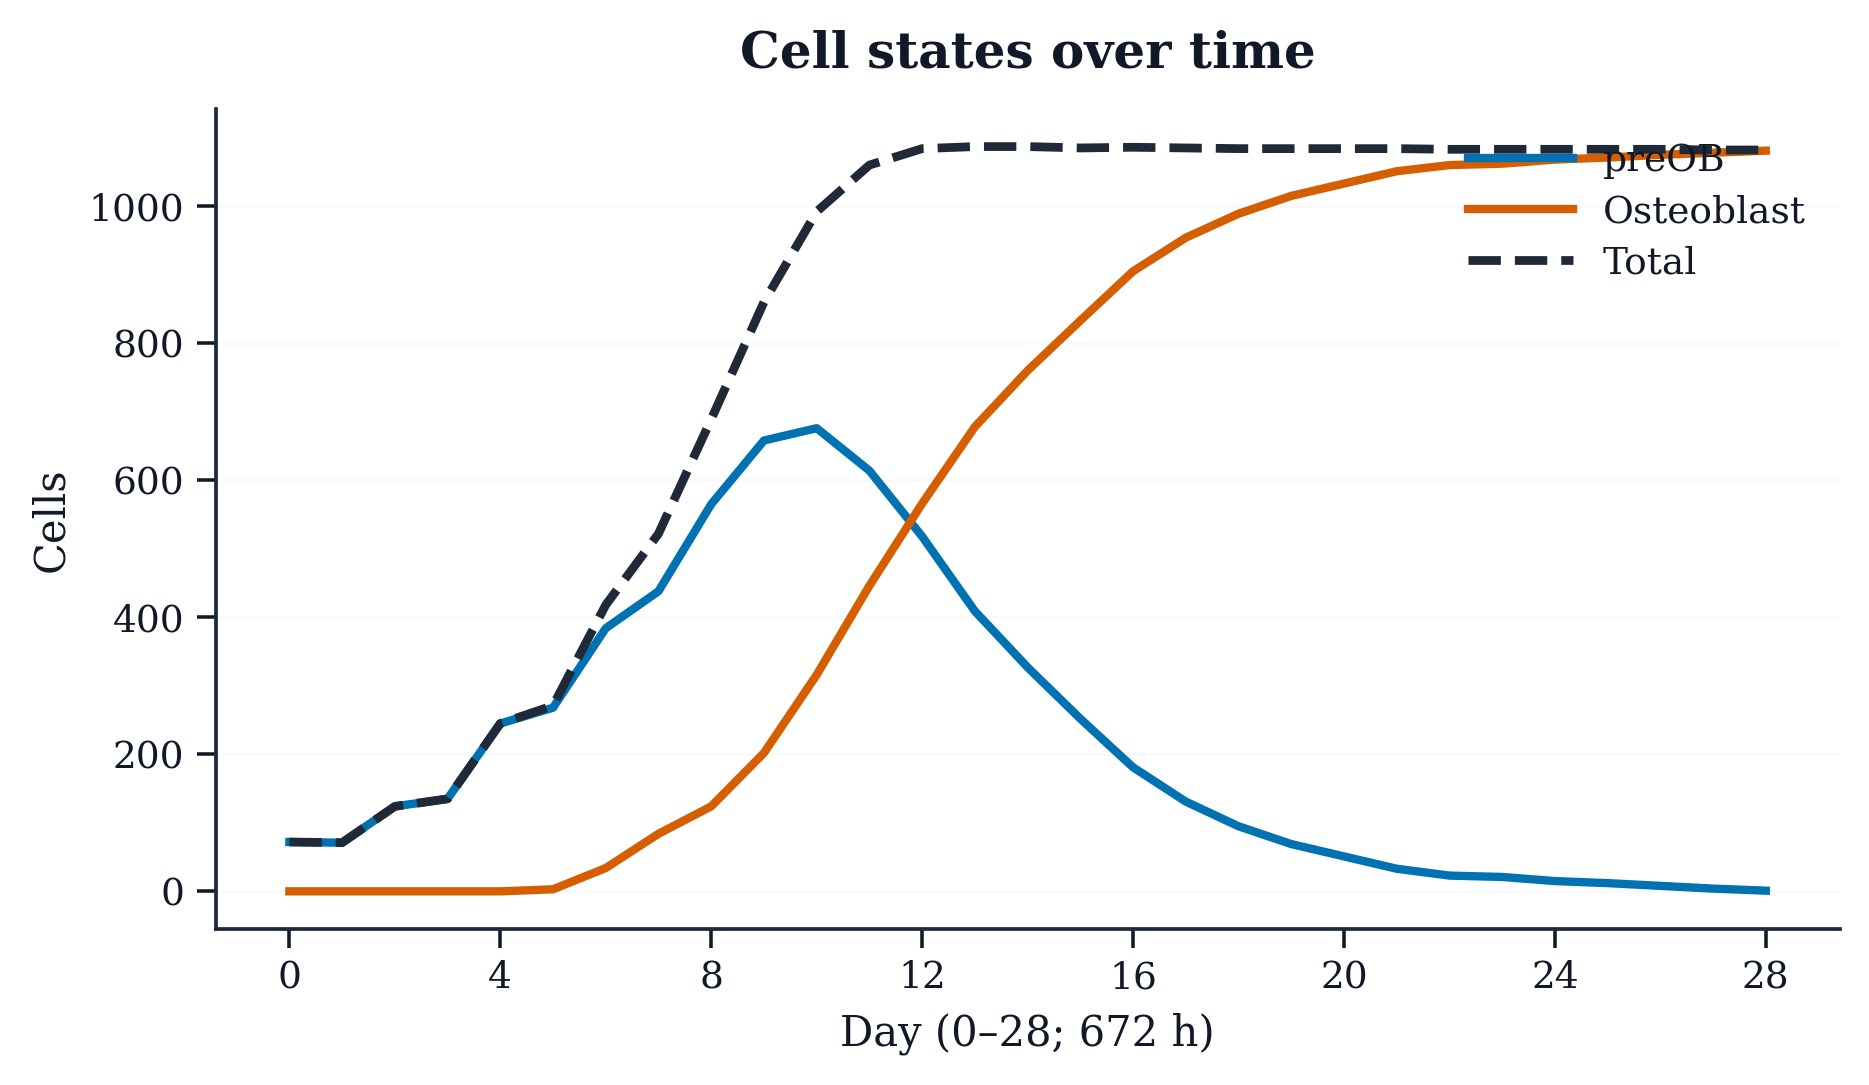 Cell states over time
preOB
Osteoblast
Total
Cells
1000
800
600
400
200
0
0 4 8 12 16 20 24 28
Day (0–28; 672 h)